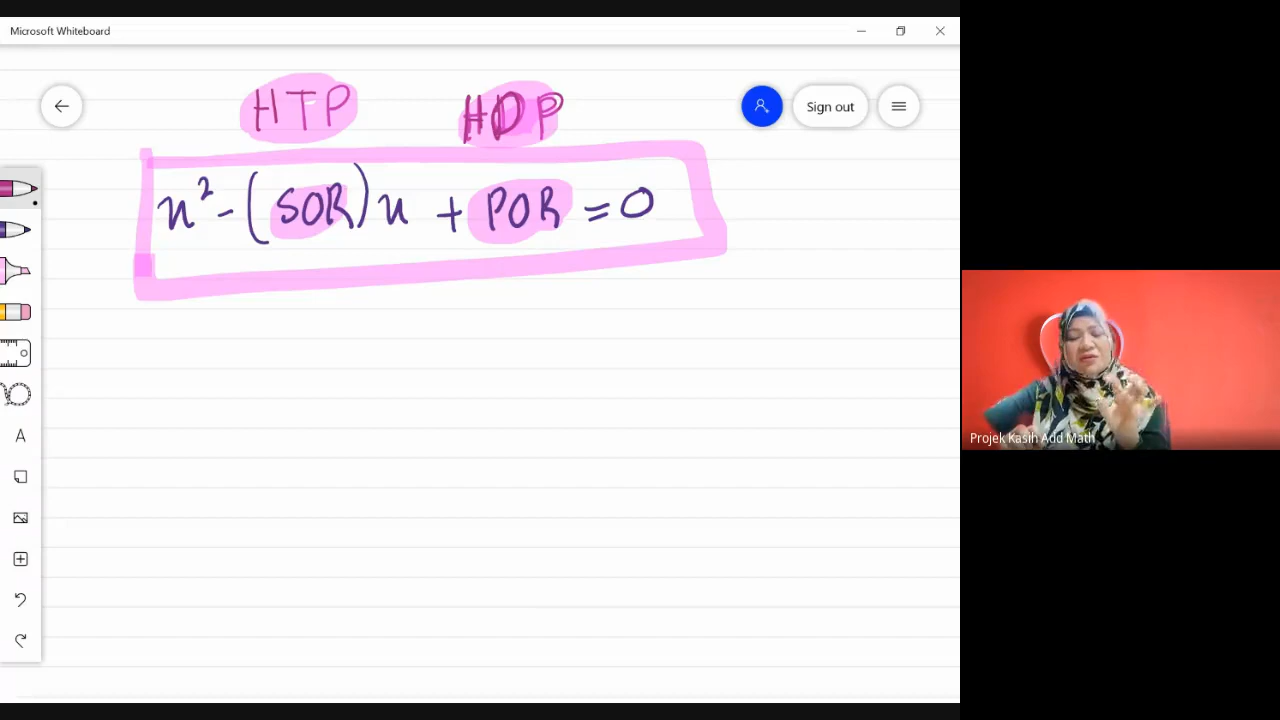 Microsoft Whiteboard
HTP HDP
Sign out
x² - (SOR)x + POR = 0
A
Projek Kasih Add Math